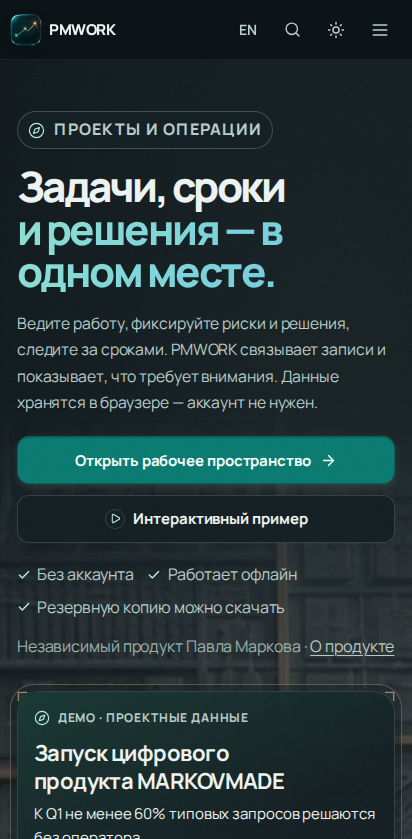 PMWORK EN
ПРОЕКТЫ И ОПЕРАЦИИ
Задачи, сроки
и решения — в
одном месте.
Ведите работу, фиксируйте риски и решения,
следите за сроками. PMWORK связывает записи и
показывает, что требует внимания. Данные
хранятся в браузере — аккаунт не нужен.
Открыть рабочее пространство →
Интерактивный пример
Без аккаунта Работает офлайн
Резервную копию можно скачать
Независимый продукт Павла Маркова · О продукте
ДЕМО · ПРОЕКТНЫЕ ДАННЫЕ
Запуск цифрового
продукта MARKOVMADE
К Q1 не менее 60% типовых запросов решаются
без оператора